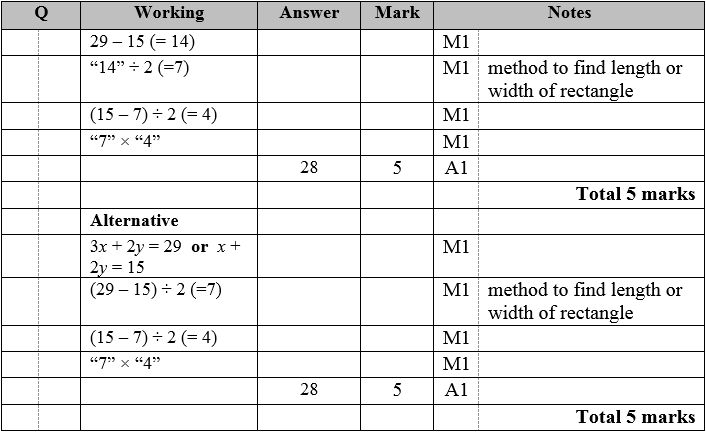 Q Working Answer Mark Notes
29 – 15 (= 14) M1
“14” ÷ 2 (=7) M1 method to find length or
width of rectangle
(15 – 7) ÷ 2 (= 4) M1
“7” × “4” M1
28 5 A1
Total 5 marks
Alternative
3x + 2y = 29 or x + M1
2y = 15
(29 – 15) ÷ 2 (=7) M1 method to find length or
width of rectangle
(15 – 7) ÷ 2 (= 4) M1
“7” × “4” M1
28 5 A1
Total 5 marks